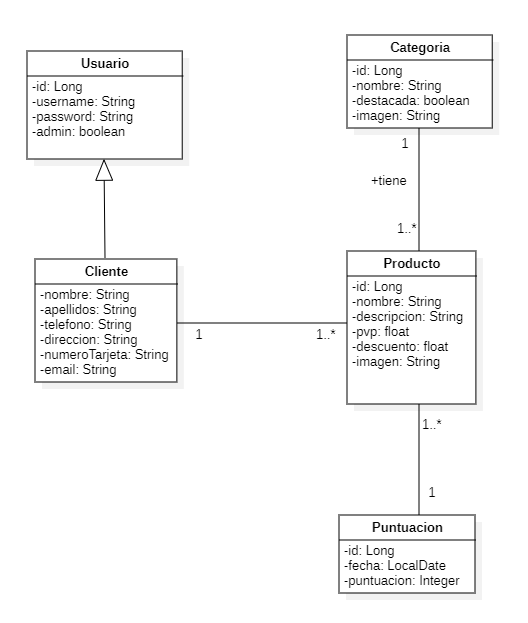 Usuario
-id: Long
-username: String
-password: String
-admin: boolean
Categoria
-id: Long
-nombre: String
-destacada: boolean
-imagen: String
1
+tiene
1..*
Cliente
-nombre: String
-apellidos: String
-telefono: String
-direccion: String
-numeroTarjeta: String
-email: String
1
1..*
Producto
-id: Long
-nombre: String
-descripcion: String
-pvp: float
-descuento: float
-imagen: String
1..*
1
Puntuacion
-id: Long
-fecha: LocalDate
-puntuacion: Integer